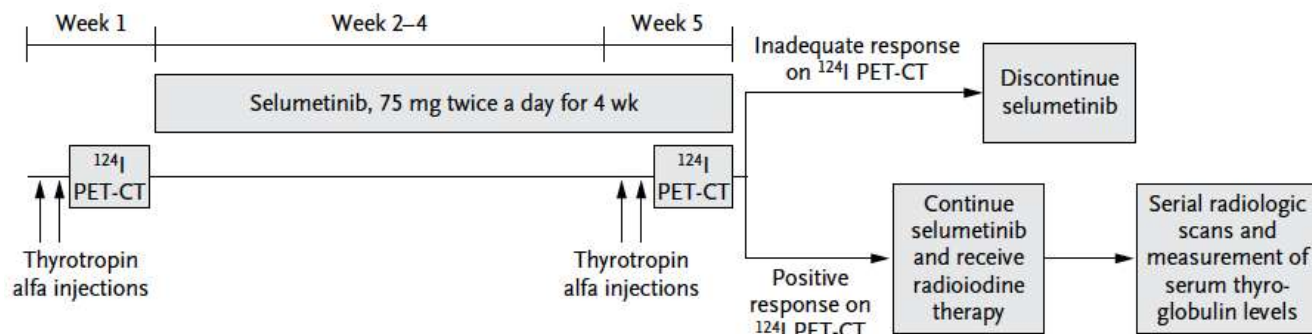 Week 1
Week 2–4
Week 5
Selumetinib, 75 mg twice a day for 4 wk
¹²⁴I
PET-CT
¹²⁴I
PET-CT
Thyrotropin
alfa injections
Thyrotropin
alfa injections
Inadequate response
on ¹²⁴I PET-CT
Discontinue
selumetinib
Positive
response on
¹²⁴I PET-CT
Continue
selumetinib
and receive
radioiodine
therapy
Serial radiologic
scans and
measurement of
serum thyro-
globulin levels